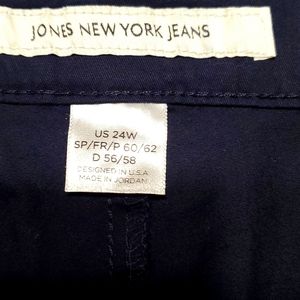 JONES NEW YORK JEANS
US 24W
SP/FR/P 60/62
D 56/58
DESIGNED IN U.S.A
MADE IN JORDAN